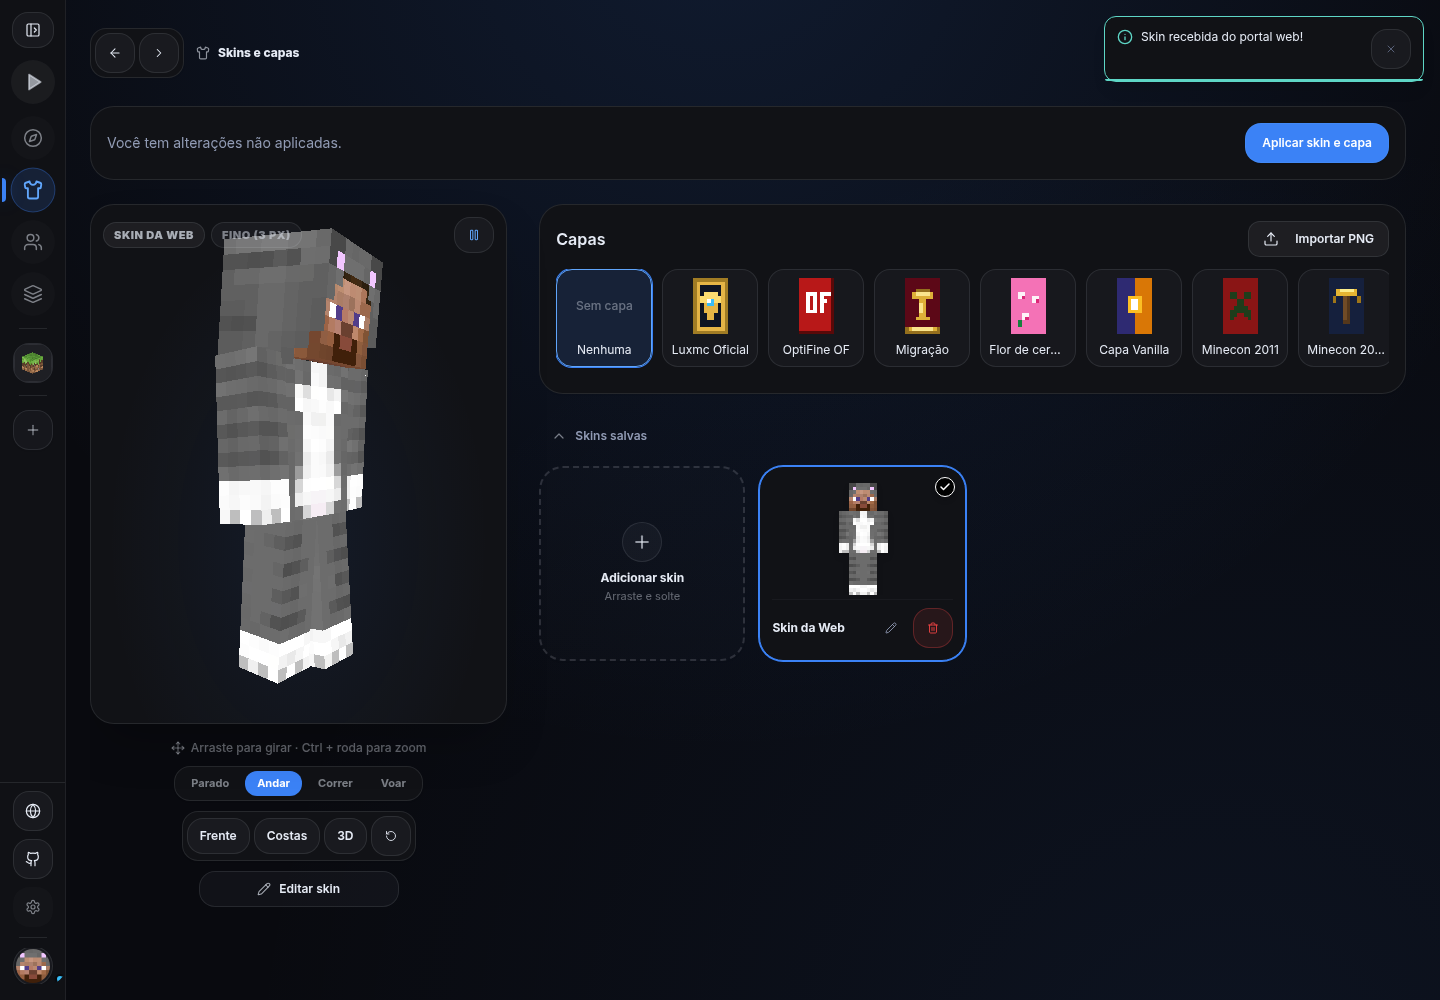 Skins e capas
Skin recebida do portal web!
Você tem alterações não aplicadas.
Aplicar skin e capa
SKIN DA WEB
FINO (3 PX)
Capas
Importar PNG
Sem capa
Nenhuma
Luxmc Oficial
OF
OptiFine OF
Migração
Flor de cer...
Capa Vanilla
Minecon 2011
Minecon 20...
Skins salvas
Adicionar skin
Arraste e solte
Skin da Web
Arraste para girar · Ctrl + roda para zoom
Parado
Andar
Correr
Voar
Frente
Costas
3D
Editar skin